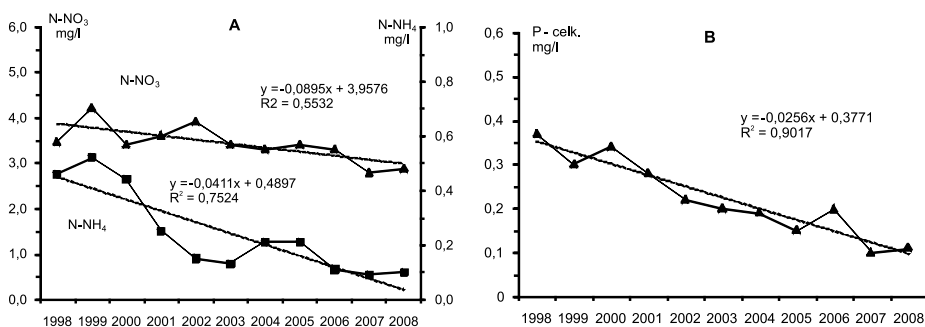 N-NO3
mg/l
A
N-NH4
mg/l
6,0
5,0
4,0
3,0
2,0
1,0
0,0
1,0
0,8
0,6
0,4
0,2
0,0
N-NO3
y =-0,0895x + 3,9576
R2 = 0,5532
y =-0,0411x + 0,4897
R² = 0,7524
N-NH4
1998 1999 2000 2001 2002 2003 2004 2005 2006 2007 2008
P - celk.
mg/l
B
0,6
0,5
0,4
0,3
0,2
0,1
0
y =-0,0256x + 0,3771
R² = 0,9017
1998 1999 2000 2001 2002 2003 2004 2005 2006 2007 2008